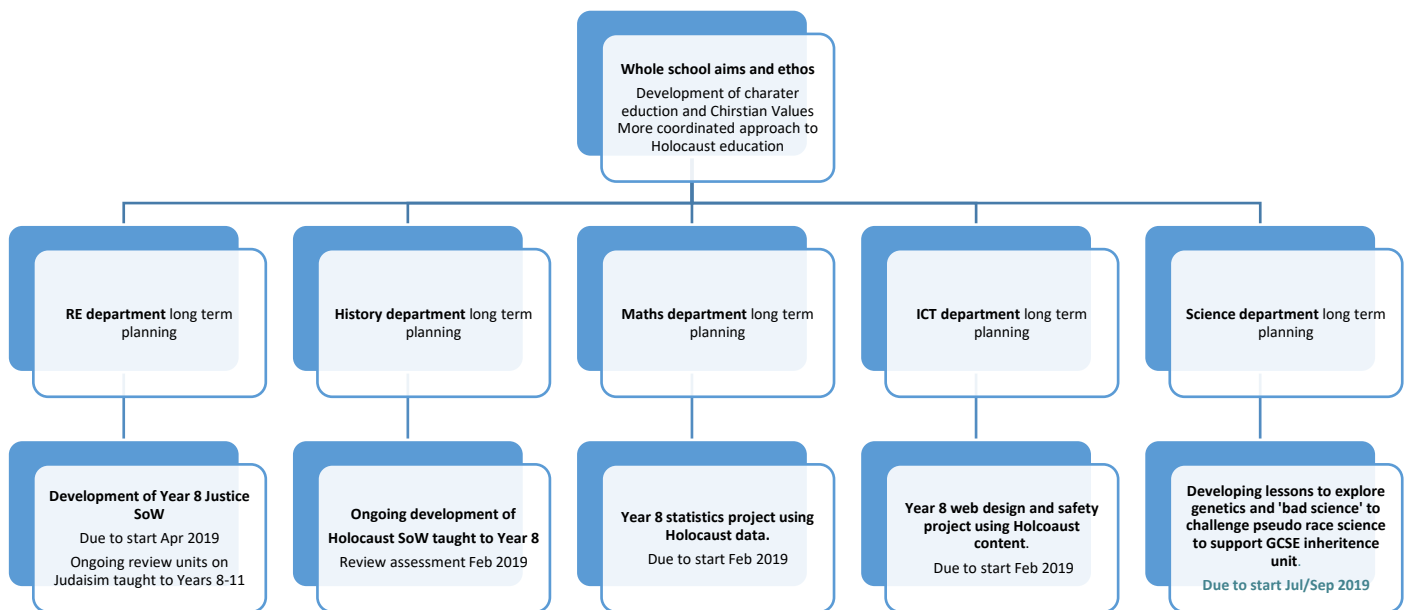 Whole school aims and ethos
Development of charater
eduction and Chirstian Values
More coordinated approach to
Holocaust education
RE department long term
planning
History department long term
planning
Maths department long term
planning
ICT department long term
planning
Science department long term
planning
Development of Year 8 Justice
SoW
Due to start Apr 2019
Ongoing review units on
Judaisim taught to Years 8-11
Ongoing development of
Holocaust SoW taught to Year 8
Review assessment Feb 2019
Year 8 statistics project using
Holocaust data.
Due to start Feb 2019
Year 8 web design and safety
project using Holcoaust
content.
Due to start Feb 2019
Developing lessons to explore
genetics and 'bad science' to
challenge pseudo race science
to support GCSE inheritence
unit.
Due to start Jul/Sep 2019